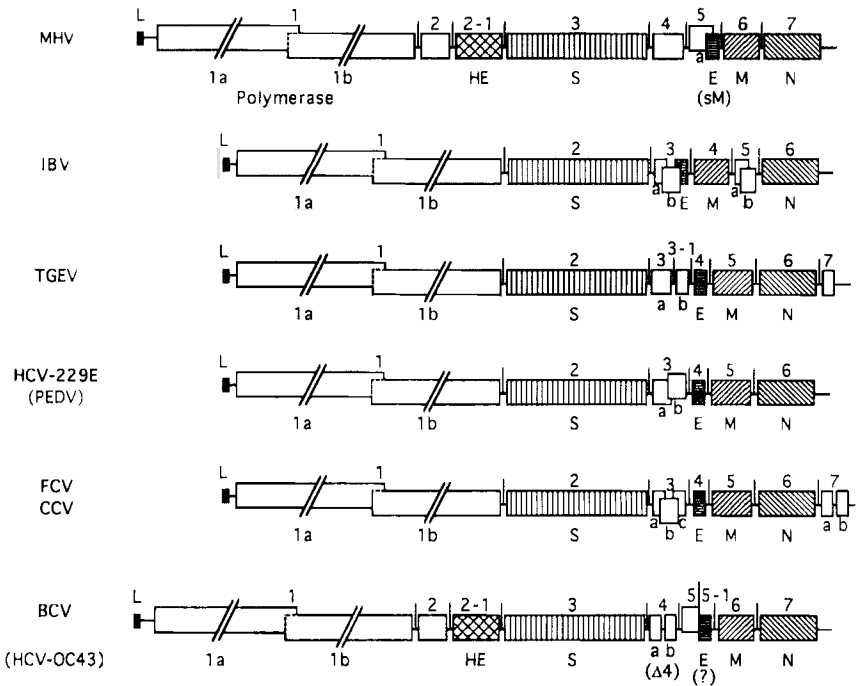 L 1 2 2-1 3 4 5 6 7
MHV
a
1a 1b HE S E M N
Polymerase (sM)
L 1 2 3 4 5 6
IBV
a b a b
1a 1b S E M N
L 1 2 3 3-1 4 5 6 7
TGEV
a b
1a 1b S E M N
L 1 2 3 4 5 6
HCV-229E
(PEDV)
a b
1a 1b S E M N
L 1 2 3 4 5 6 7
FCV
CCV
a b c a b
1a 1b S E M N
L 1 2 2-1 3 4 5 5-1 6 7
BCV
a b
(HCV-OC43) 1a 1b HE S E M N
(Δ4) (?)